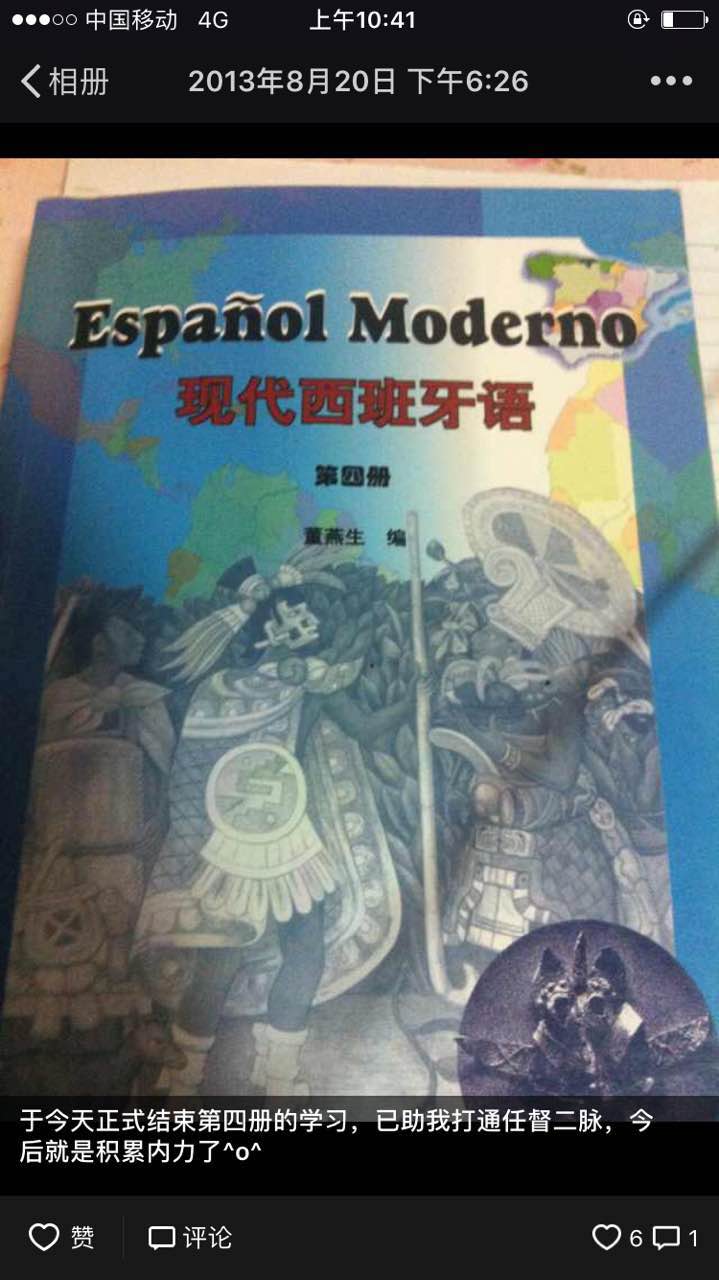 中国移动 4G 上午10:41
相册 2013年8月20日 下午6:26
Español Moderno
现代西班牙语
第四册
董燕生 编
于今天正式结束第四册的学习，已助我打通任督二脉，今
后就是积累内力了^o^
赞 评论 6 1